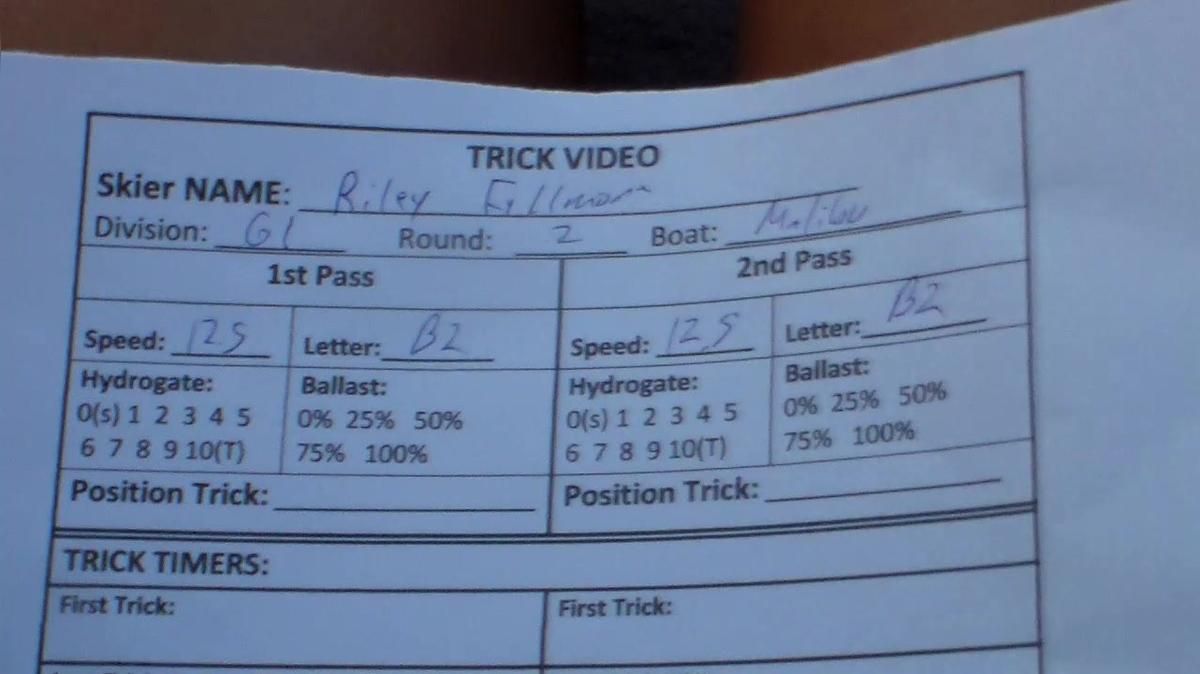 TRICK VIDEO
Skier NAME: Riley Fillmore
Division: G1 Round: 2 Boat: Malibu
1st Pass 2nd Pass
Speed: 12.5 Letter: B2 Speed: 12.5 Letter: B2
Hydrogate: Ballast: Hydrogate: Ballast:
0(s) 1 2 3 4 5 0% 25% 50% 0(s) 1 2 3 4 5 0% 25% 50%
6 7 8 9 10(T) 75% 100% 6 7 8 9 10(T) 75% 100%
Position Trick: Position Trick:
TRICK TIMERS:
First Trick: First Trick: